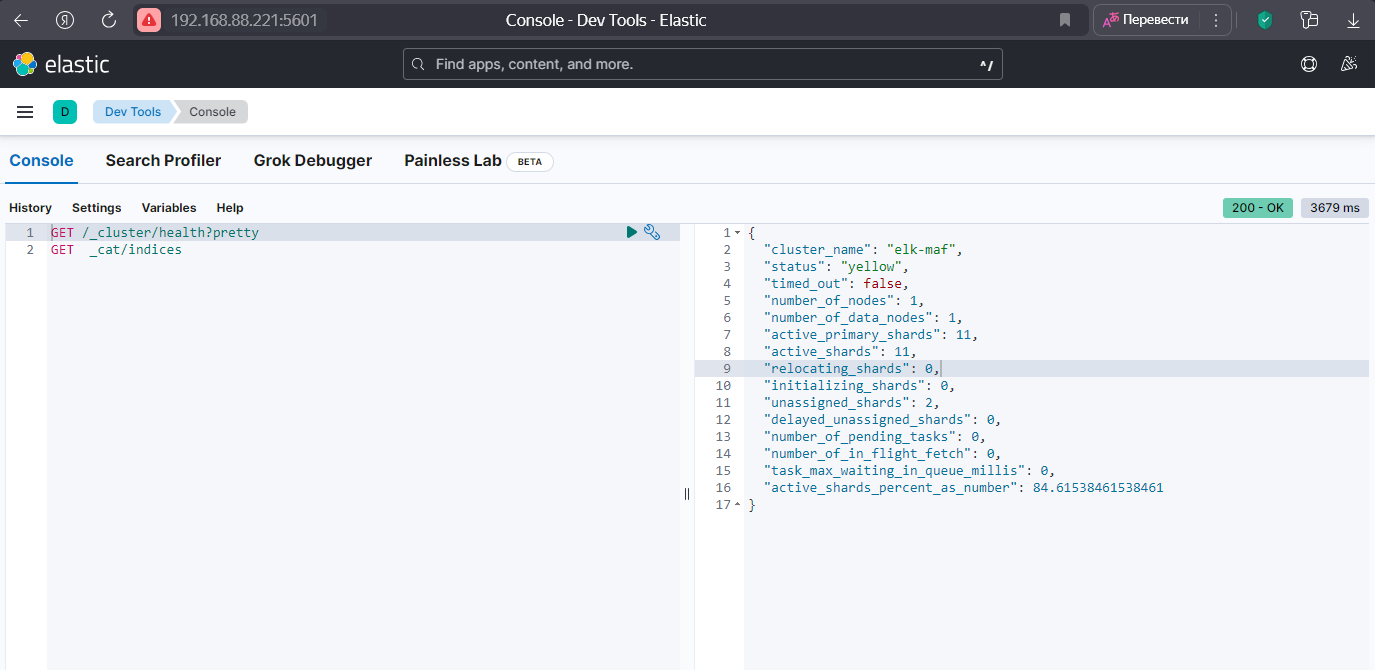 192.168.88.221:5601
Console - Dev Tools - Elastic
Перевести
elastic
Find apps, content, and more.
^/
D
Dev Tools
Console
Console
Search Profiler
Grok Debugger
Painless Lab
BETA
History
Settings
Variables
Help
200 - OK
3679 ms
1 GET /_cluster/health?pretty
2 GET  _cat/indices
1 {
2 "cluster_name": "elk-maf",
3 "status": "yellow",
4 "timed_out": false,
5 "number_of_nodes": 1,
6 "number_of_data_nodes": 1,
7 "active_primary_shards": 11,
8 "active_shards": 11,
9 "relocating_shards": 0,
10 "initializing_shards": 0,
11 "unassigned_shards": 2,
12 "delayed_unassigned_shards": 0,
13 "number_of_pending_tasks": 0,
14 "number_of_in_flight_fetch": 0,
15 "task_max_waiting_in_queue_millis": 0,
16 "active_shards_percent_as_number": 84.61538461538461
17 }